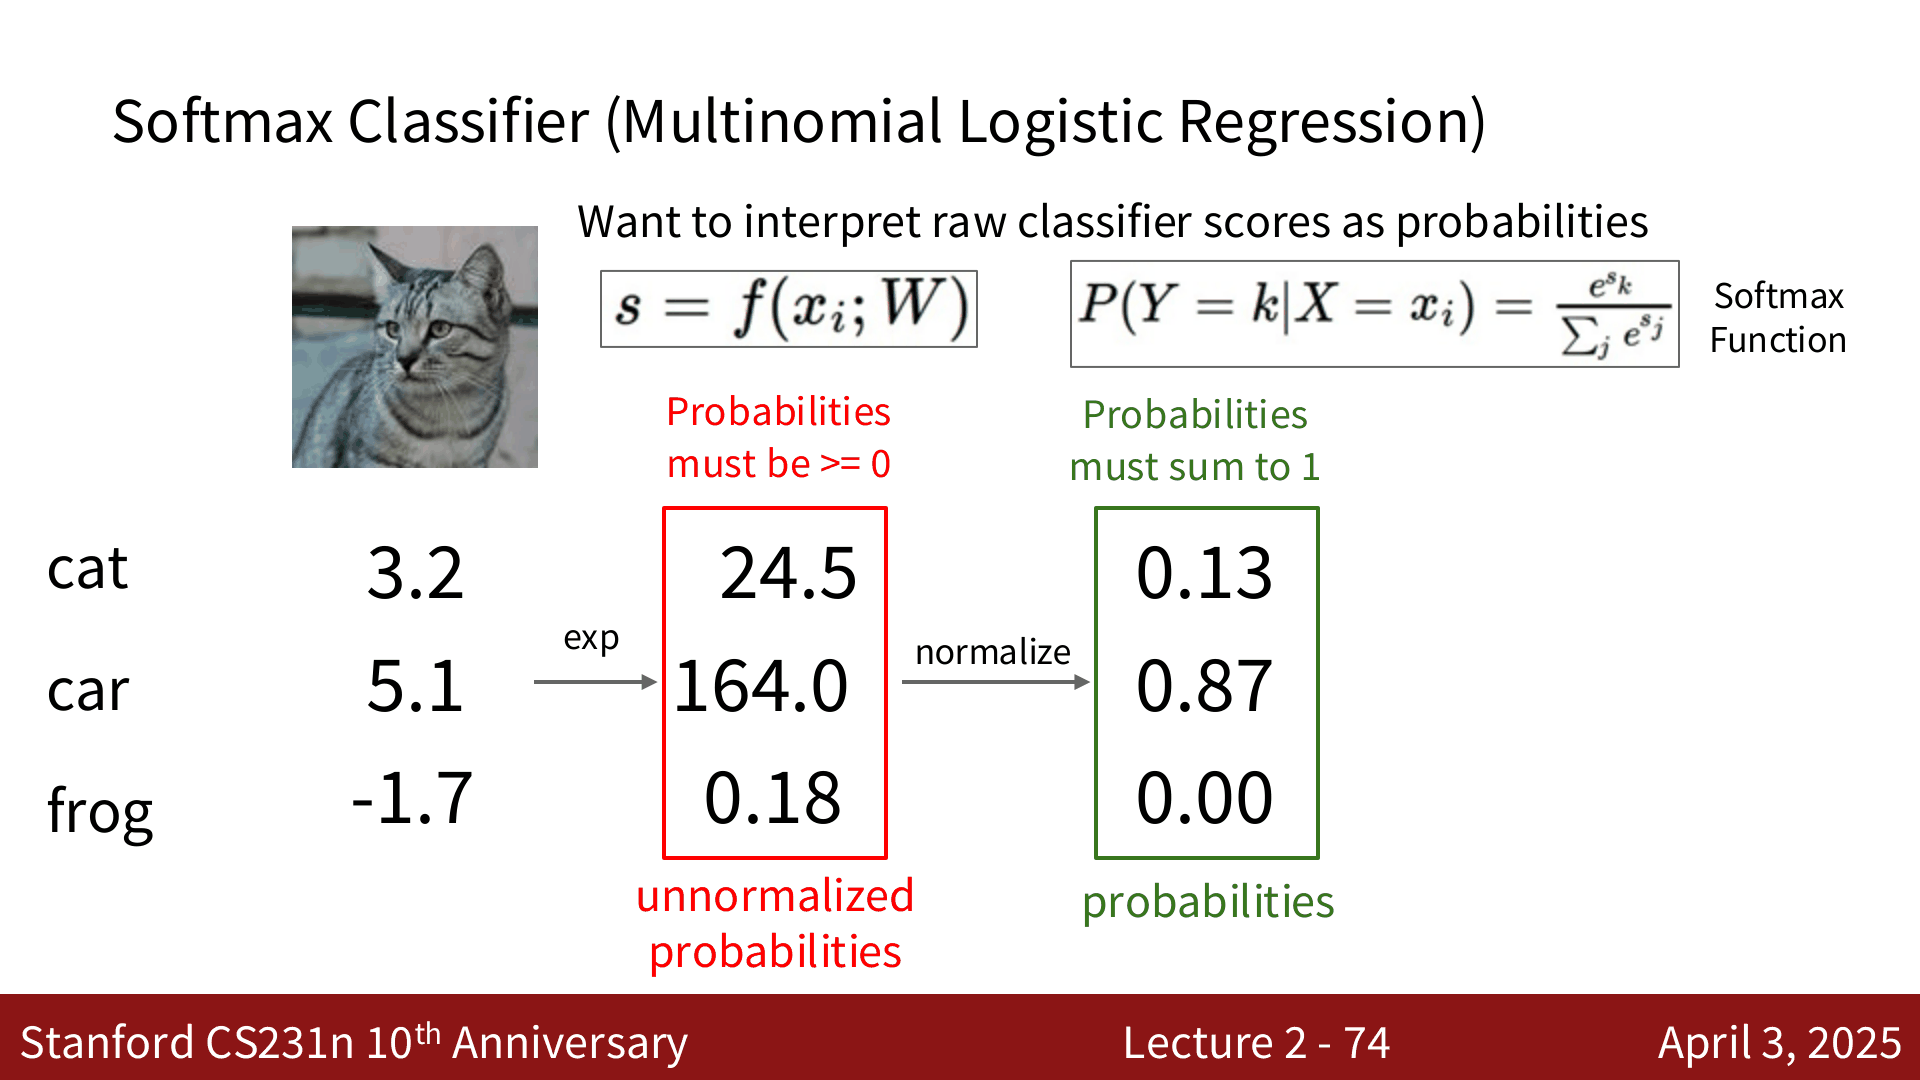 Softmax Classifier (Multinomial Logistic Regression)
Want to interpret raw classifier scores as probabilities
s = f(x_i; W)
P(Y = k|X = x_i) = e^{s_k} / ∑_j e^{s_j}
Softmax
Function
Probabilities
must be >= 0
Probabilities
must sum to 1
cat 3.2 24.5 0.13
exp
normalize
car 5.1 164.0 0.87
frog -1.7 0.18 0.00
unnormalized
probabilities
probabilities
Stanford CS231n 10th Anniversary Lecture 2 - 74 April 3, 2025